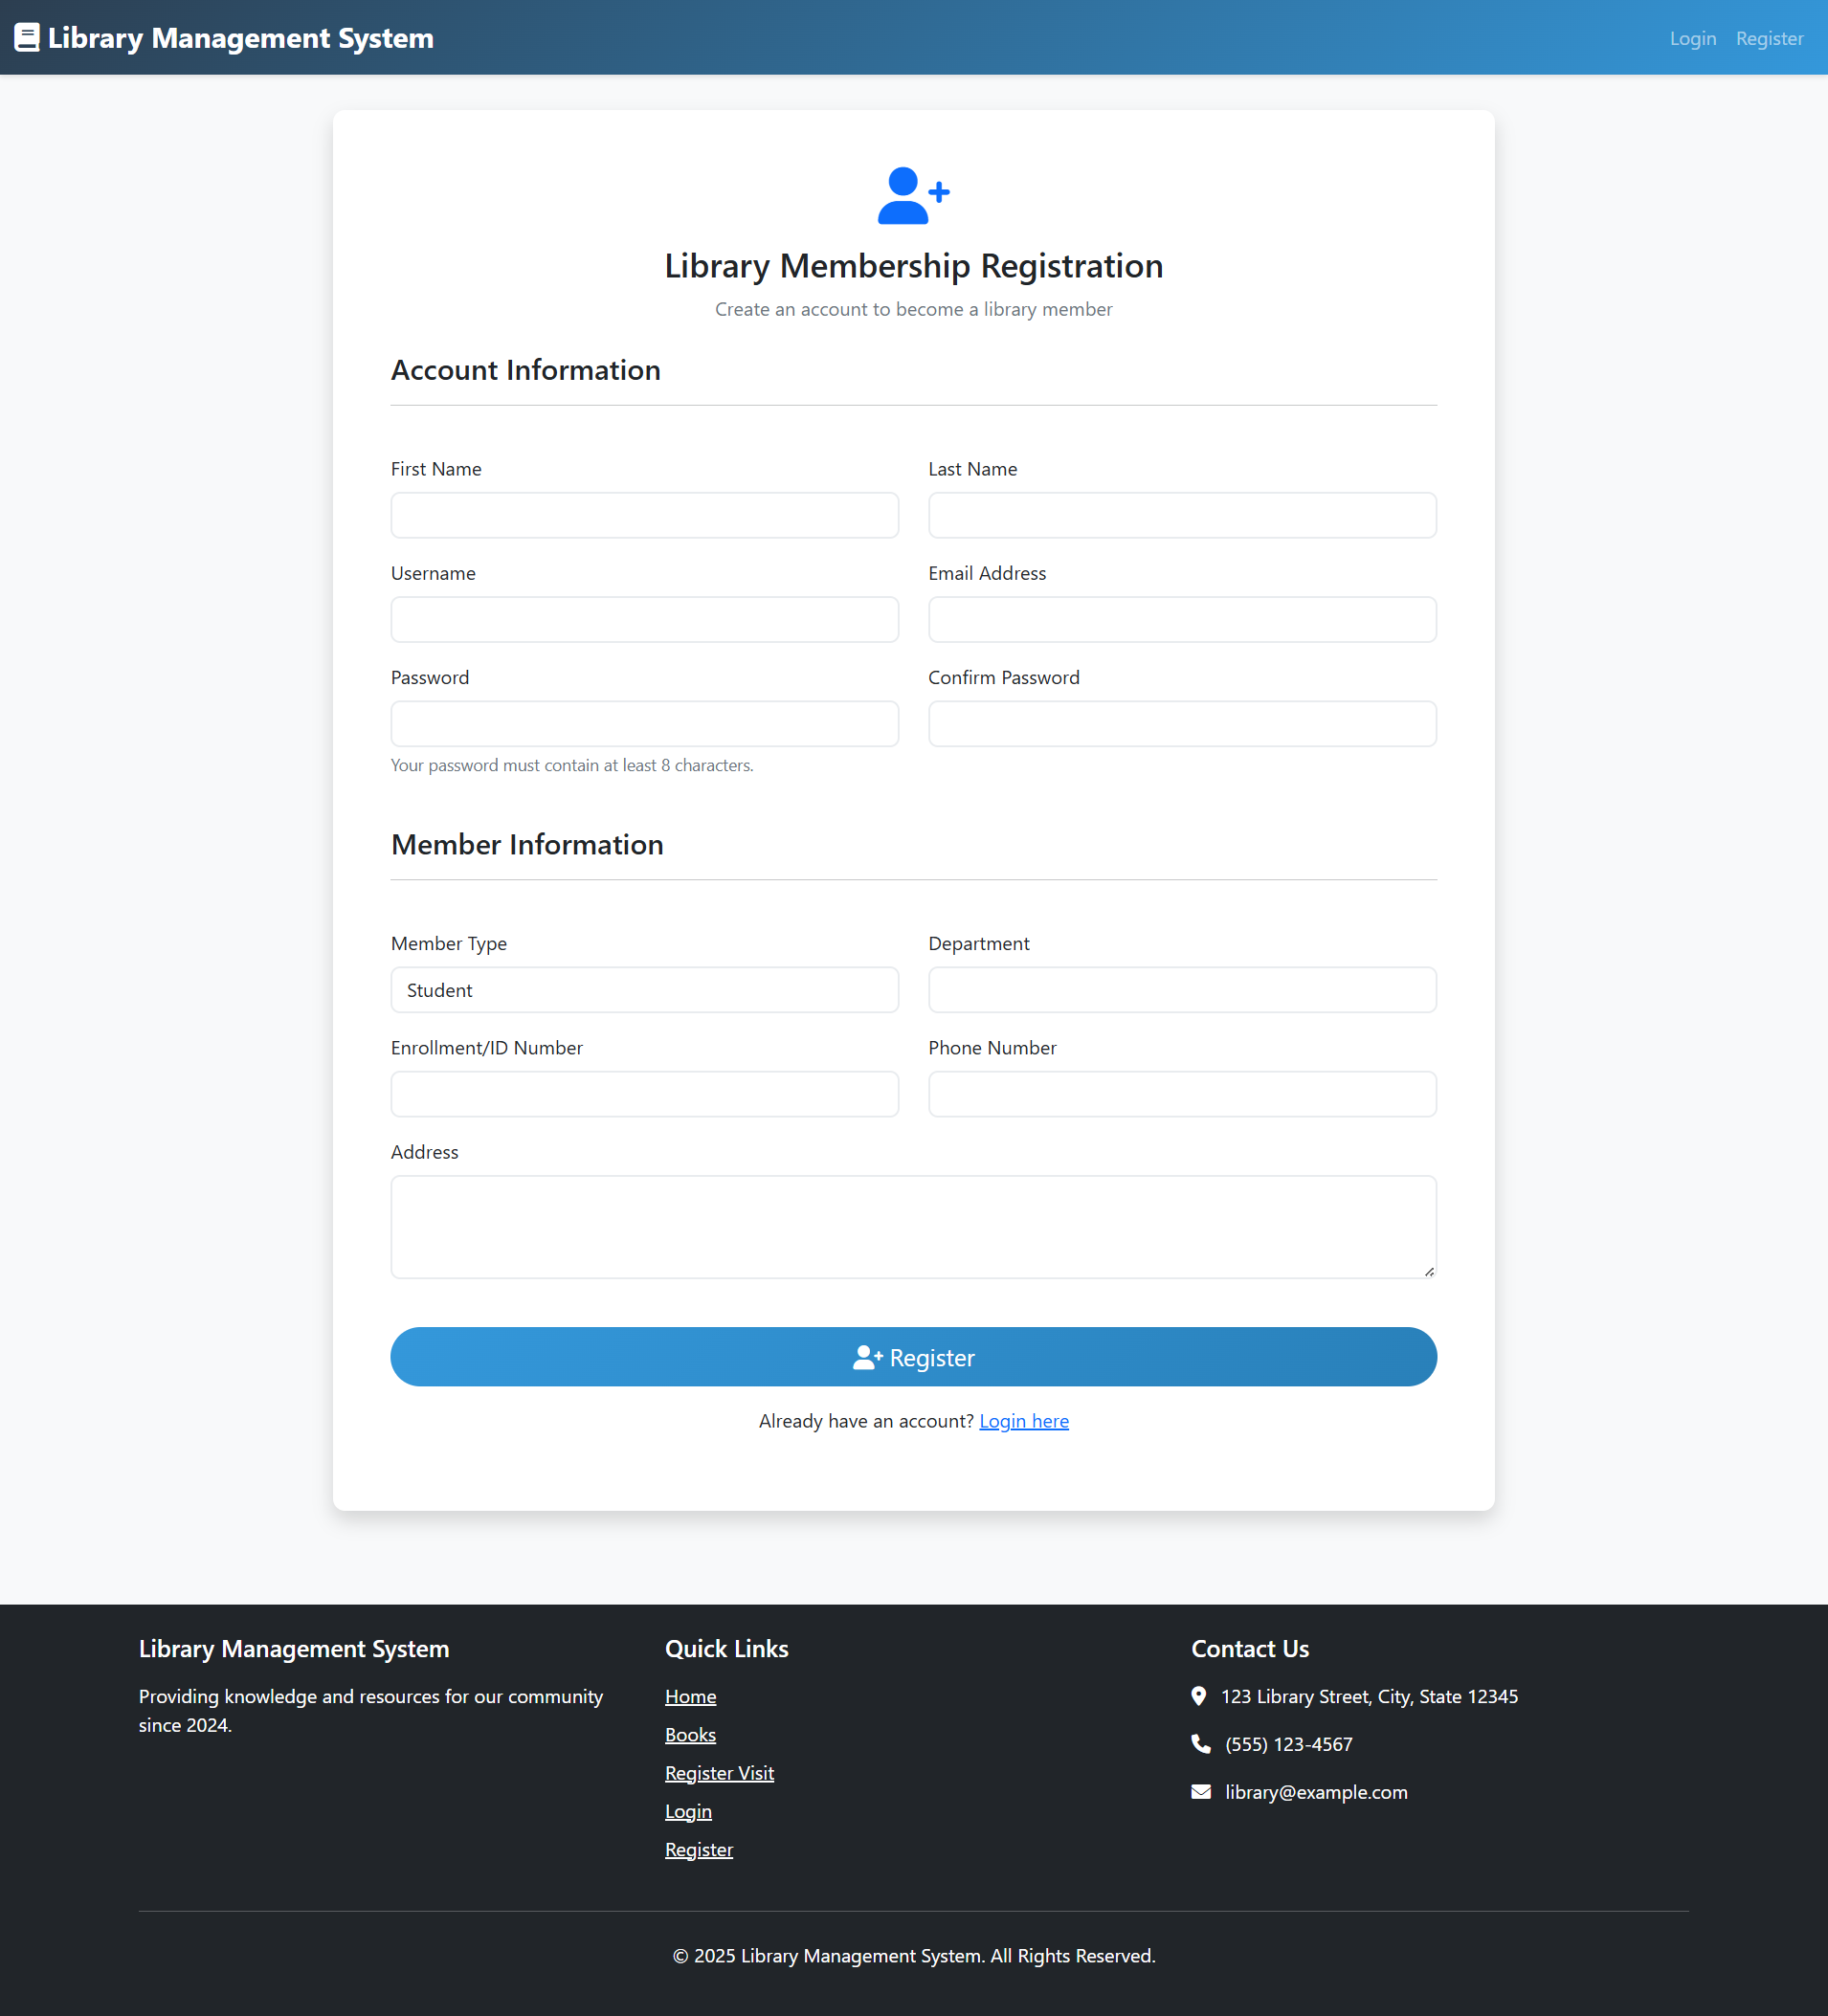 Library Management System
Login Register
Library Membership Registration
Create an account to become a library member
Account Information
First Name Last Name
Username Email Address
Password Confirm Password
Your password must contain at least 8 characters.
Member Information
Member Type Department
Student
Enrollment/ID Number Phone Number
Address
Register
Already have an account? Login here
Library Management System
Providing knowledge and resources for our community
since 2024.
Quick Links
Home
Books
Register Visit
Login
Register
Contact Us
123 Library Street, City, State 12345
(555) 123-4567
library@example.com
© 2025 Library Management System. All Rights Reserved.